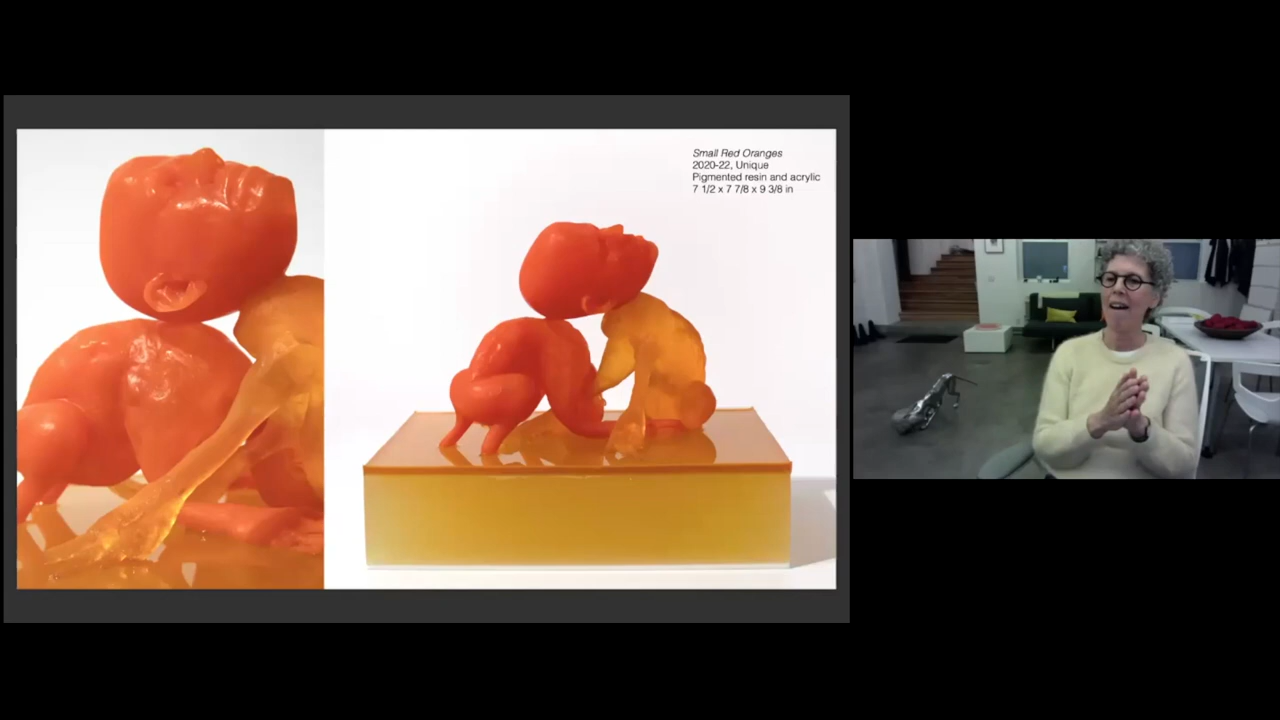 Small Red Oranges
2020-22, Unique
Pigmented resin and acrylic
7 1/2 x 7 7/8 x 9 3/8 in